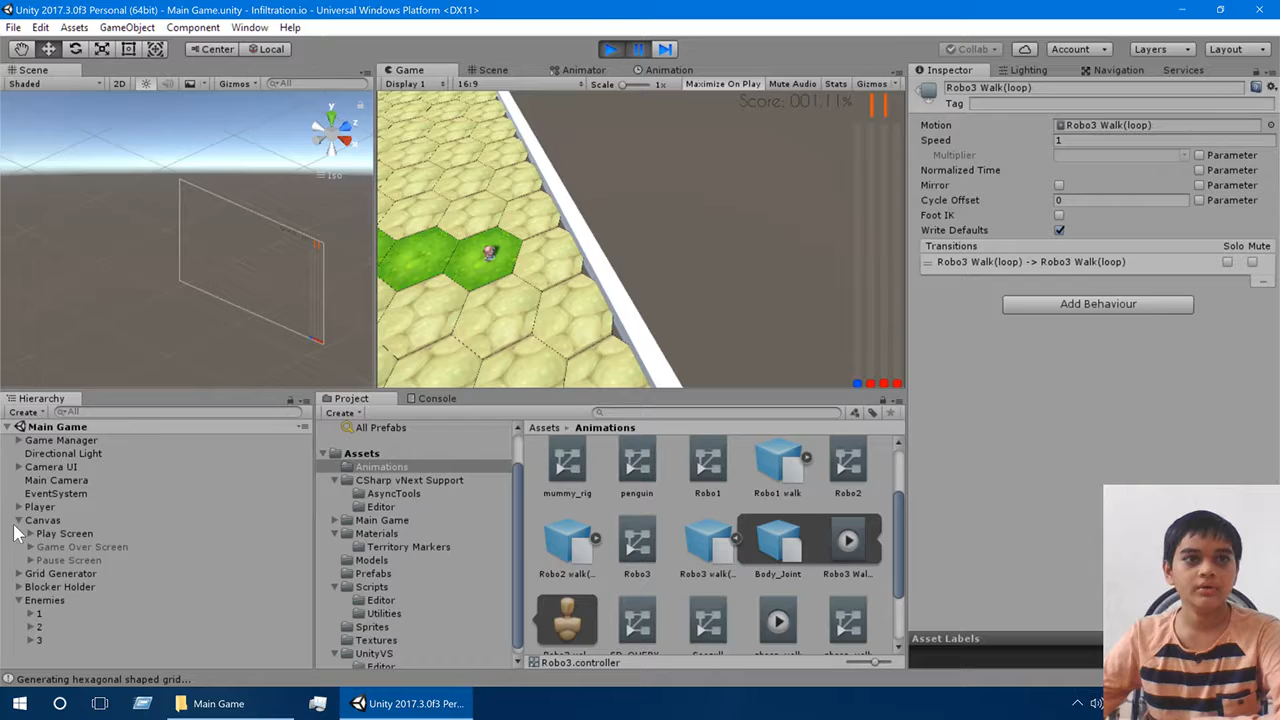 Unity 2017.3.0f3 Personal (64bit) - Main Game.unity - Infiltration.io - Universal Windows Platform <DX11>
File Edit Assets GameObject Component Window Help
Center Local Collab Account Layers Layout
Scene Game Scene Animator Animation Inspector Lighting Navigation Services
Shaded 2D Gizmos All Display 1 16:9 Scale 1x Maximize On Play Mute Audio Stats Gizmos
Robo3 Walk(loop)
Tag
Score: 001.11%
y
z
x
Iso
Motion Robo3 Walk(loop)
Speed 1
Multiplier Parameter
Normalized Time Parameter
Mirror Parameter
Cycle Offset 0 Parameter
Foot IK
Write Defaults
Transitions Solo Mute
Robo3 Walk(loop) -> Robo3 Walk(loop)
Add Behaviour
Hierarchy
Create All
Main Game
Game Manager
Directional Light
Camera UI
Main Camera
EventSystem
Player
Canvas
Play Screen
Game Over Screen
Pause Screen
Grid Generator
Blocker Holder
Enemies
1
2
3
Project Console
Create
All Prefabs
Assets
Animations
CSharp vNext Support
AsyncTools
Editor
Main Game
Materials
Territory Markers
Models
Prefabs
Scripts
Editor
Utilities
Sprites
Textures
UnityVS
Editor
Assets Animations
mummy_rig penguin Robo1 Robo1 walk Robo2
Robo2 walk(... Robo3 Robo3 walk(... Body_Joint Robo3 Wal...
Robo3.controller
Asset Labels
Generating hexagonal shaped grid...
Main Game Unity 2017.3.0f3 Per...